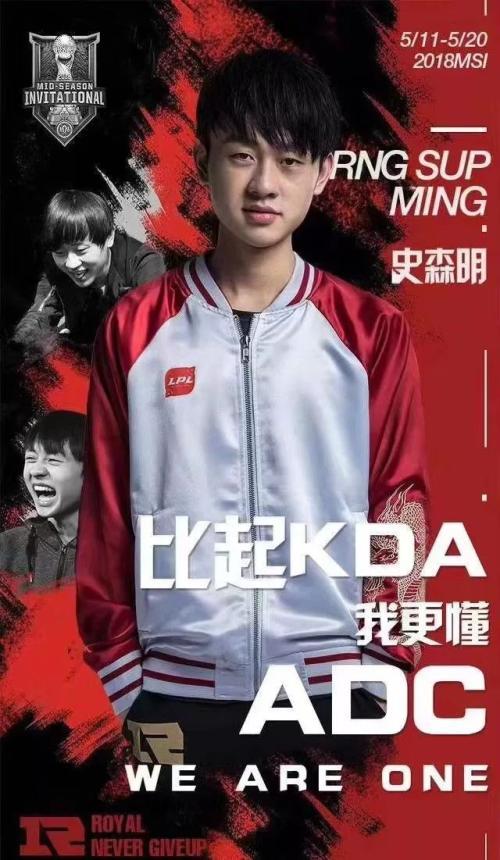 5/11-5/20
2018MSI
MID-SEASON
INVITATIONAL
RNG SUP
MING
史森明
LPL
比起KDA
我更懂
ADC
WE ARE ONE
ROYAL
NEVER GIVEUP